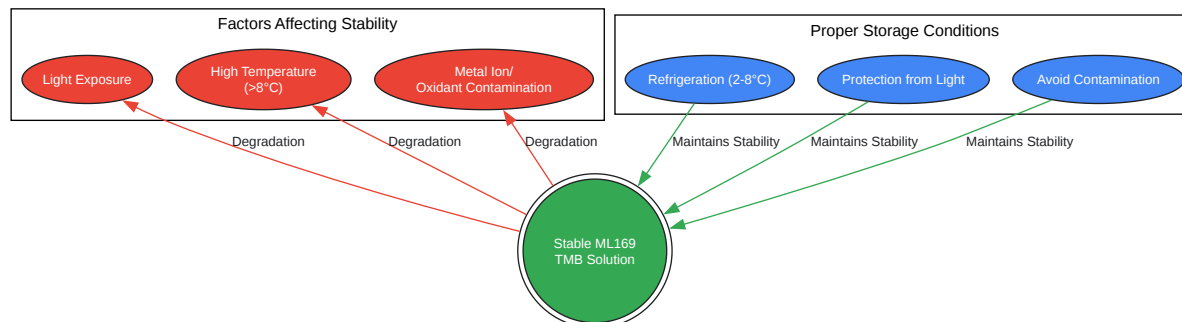 Factors Affecting Stability
Light Exposure
High Temperature
(>8°C)
Metal Ion/
Oxidant Contamination
Proper Storage Conditions
Refrigeration (2-8°C)
Protection from Light
Avoid Contamination
Degradation
Degradation
Degradation
Maintains Stability
Maintains Stability
Maintains Stability
Stable ML169
TMB Solution